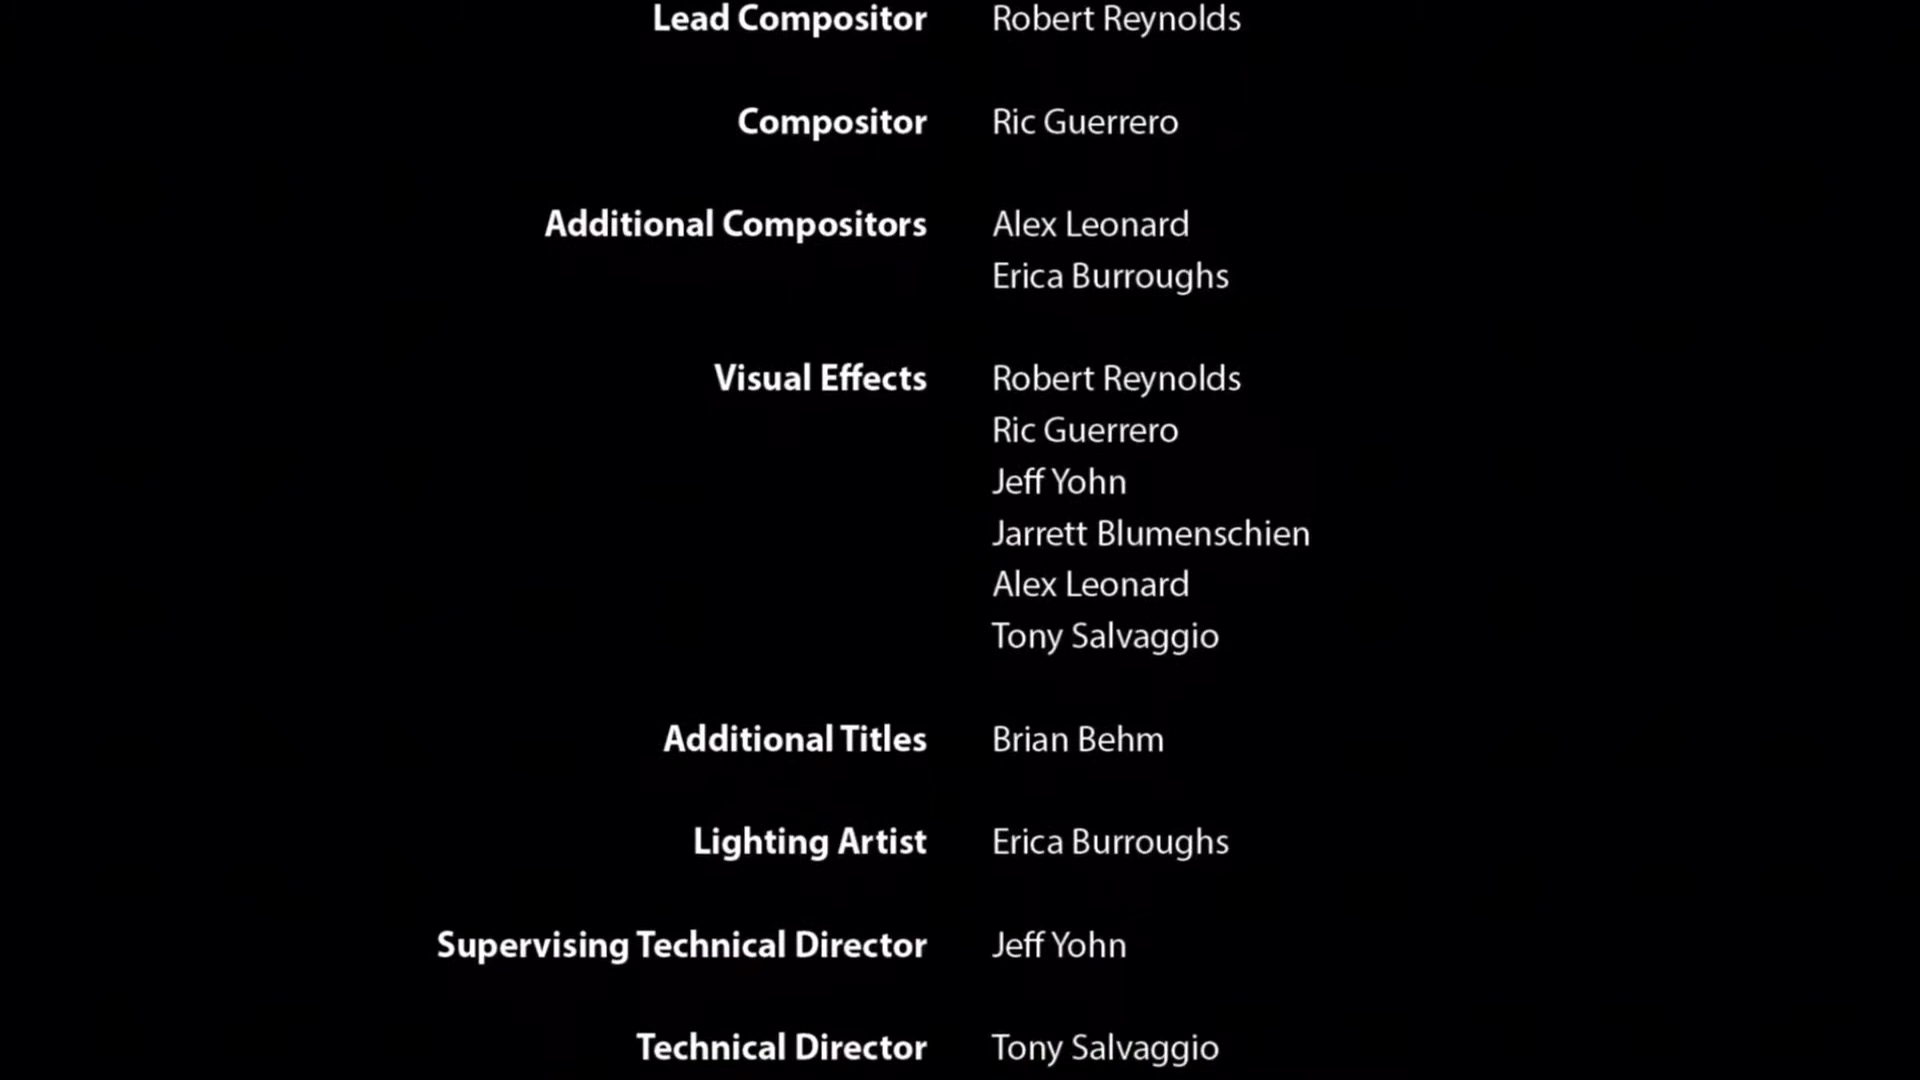 Lead Compositor Robert Reynolds
Compositor Ric Guerrero
Additional Compositors Alex Leonard
Erica Burroughs
Visual Effects Robert Reynolds
Ric Guerrero
Jeff Yohn
Jarrett Blumenschien
Alex Leonard
Tony Salvaggio
Additional Titles Brian Behm
Lighting Artist Erica Burroughs
Supervising Technical Director Jeff Yohn
Technical Director Tony Salvaggio